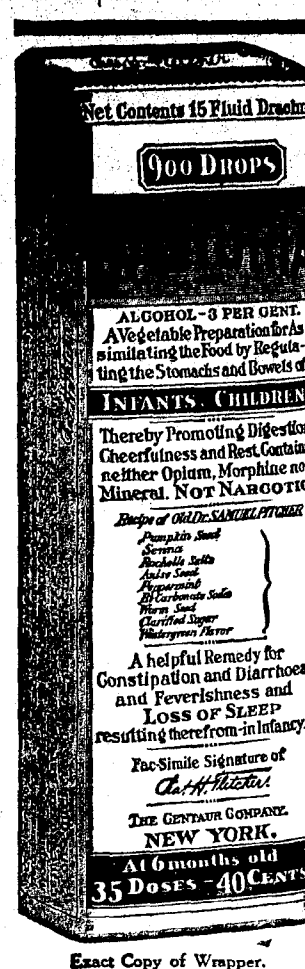 Net Contents 15 Fluid Drachm
900 DROPS
ALCOHOL-3 PER CENT.
AVegetable Preparation for As
similating the Food by Regula-
ting the Stomachs and Bowels of
INFANTS. CHILDREN
Thereby Promoting Digestion
Cheerfulness and Rest. Contain
neither Opium, Morphine no
Mineral. NOT NARCOTIC
Recipe of Old Dr. SAMUEL PITCHER
Pumpkin Seed
Senna
Rochelle Salts
Anise Seed
Peppermint
Bi Carbonate Soda
Worm Seed
Clarified Sugar
Wintergreen Flavor
A helpful Remedy for
Constipation and Diarrhoea
and Feverishness and
LOSS OF SLEEP
resulting therefrom-in Infancy.
Fac-Simile Signature of
Chas. H. Fletcher.
THE CENTAUR COMPANY.
NEW YORK.
At 6 months old
35 DOSES - 40 CENTS
Exact Copy of Wrapper.